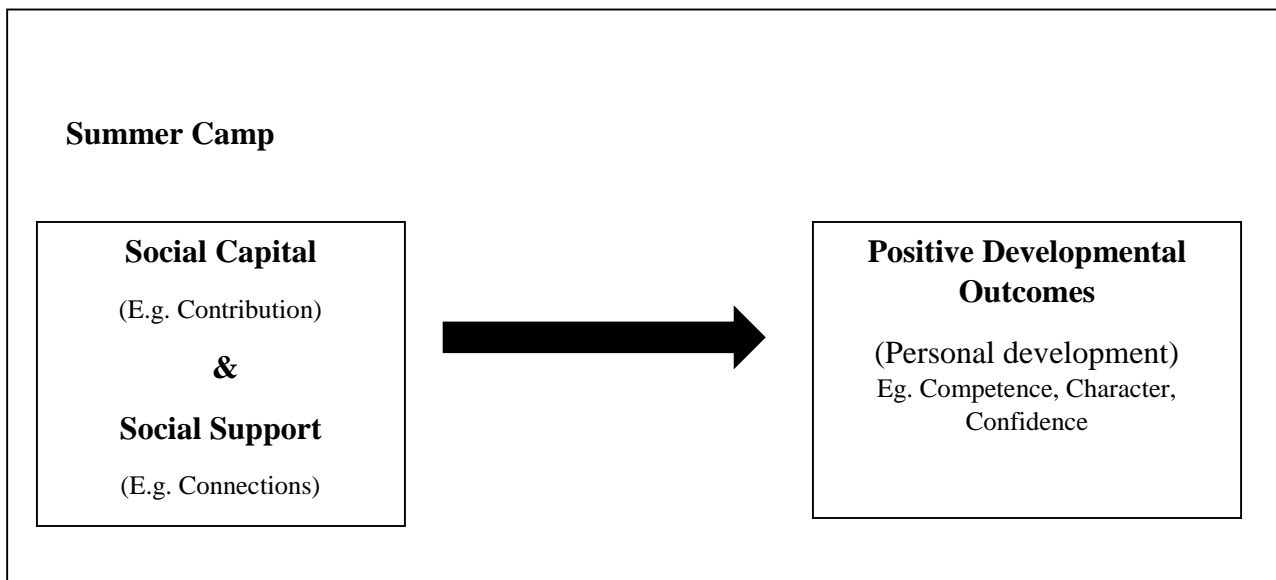 Summer Camp
Social Capital
(E.g. Contribution)
&
Social Support
(E.g. Connections)
Positive Developmental
Outcomes
(Personal development)
Eg. Competence, Character,
Confidence